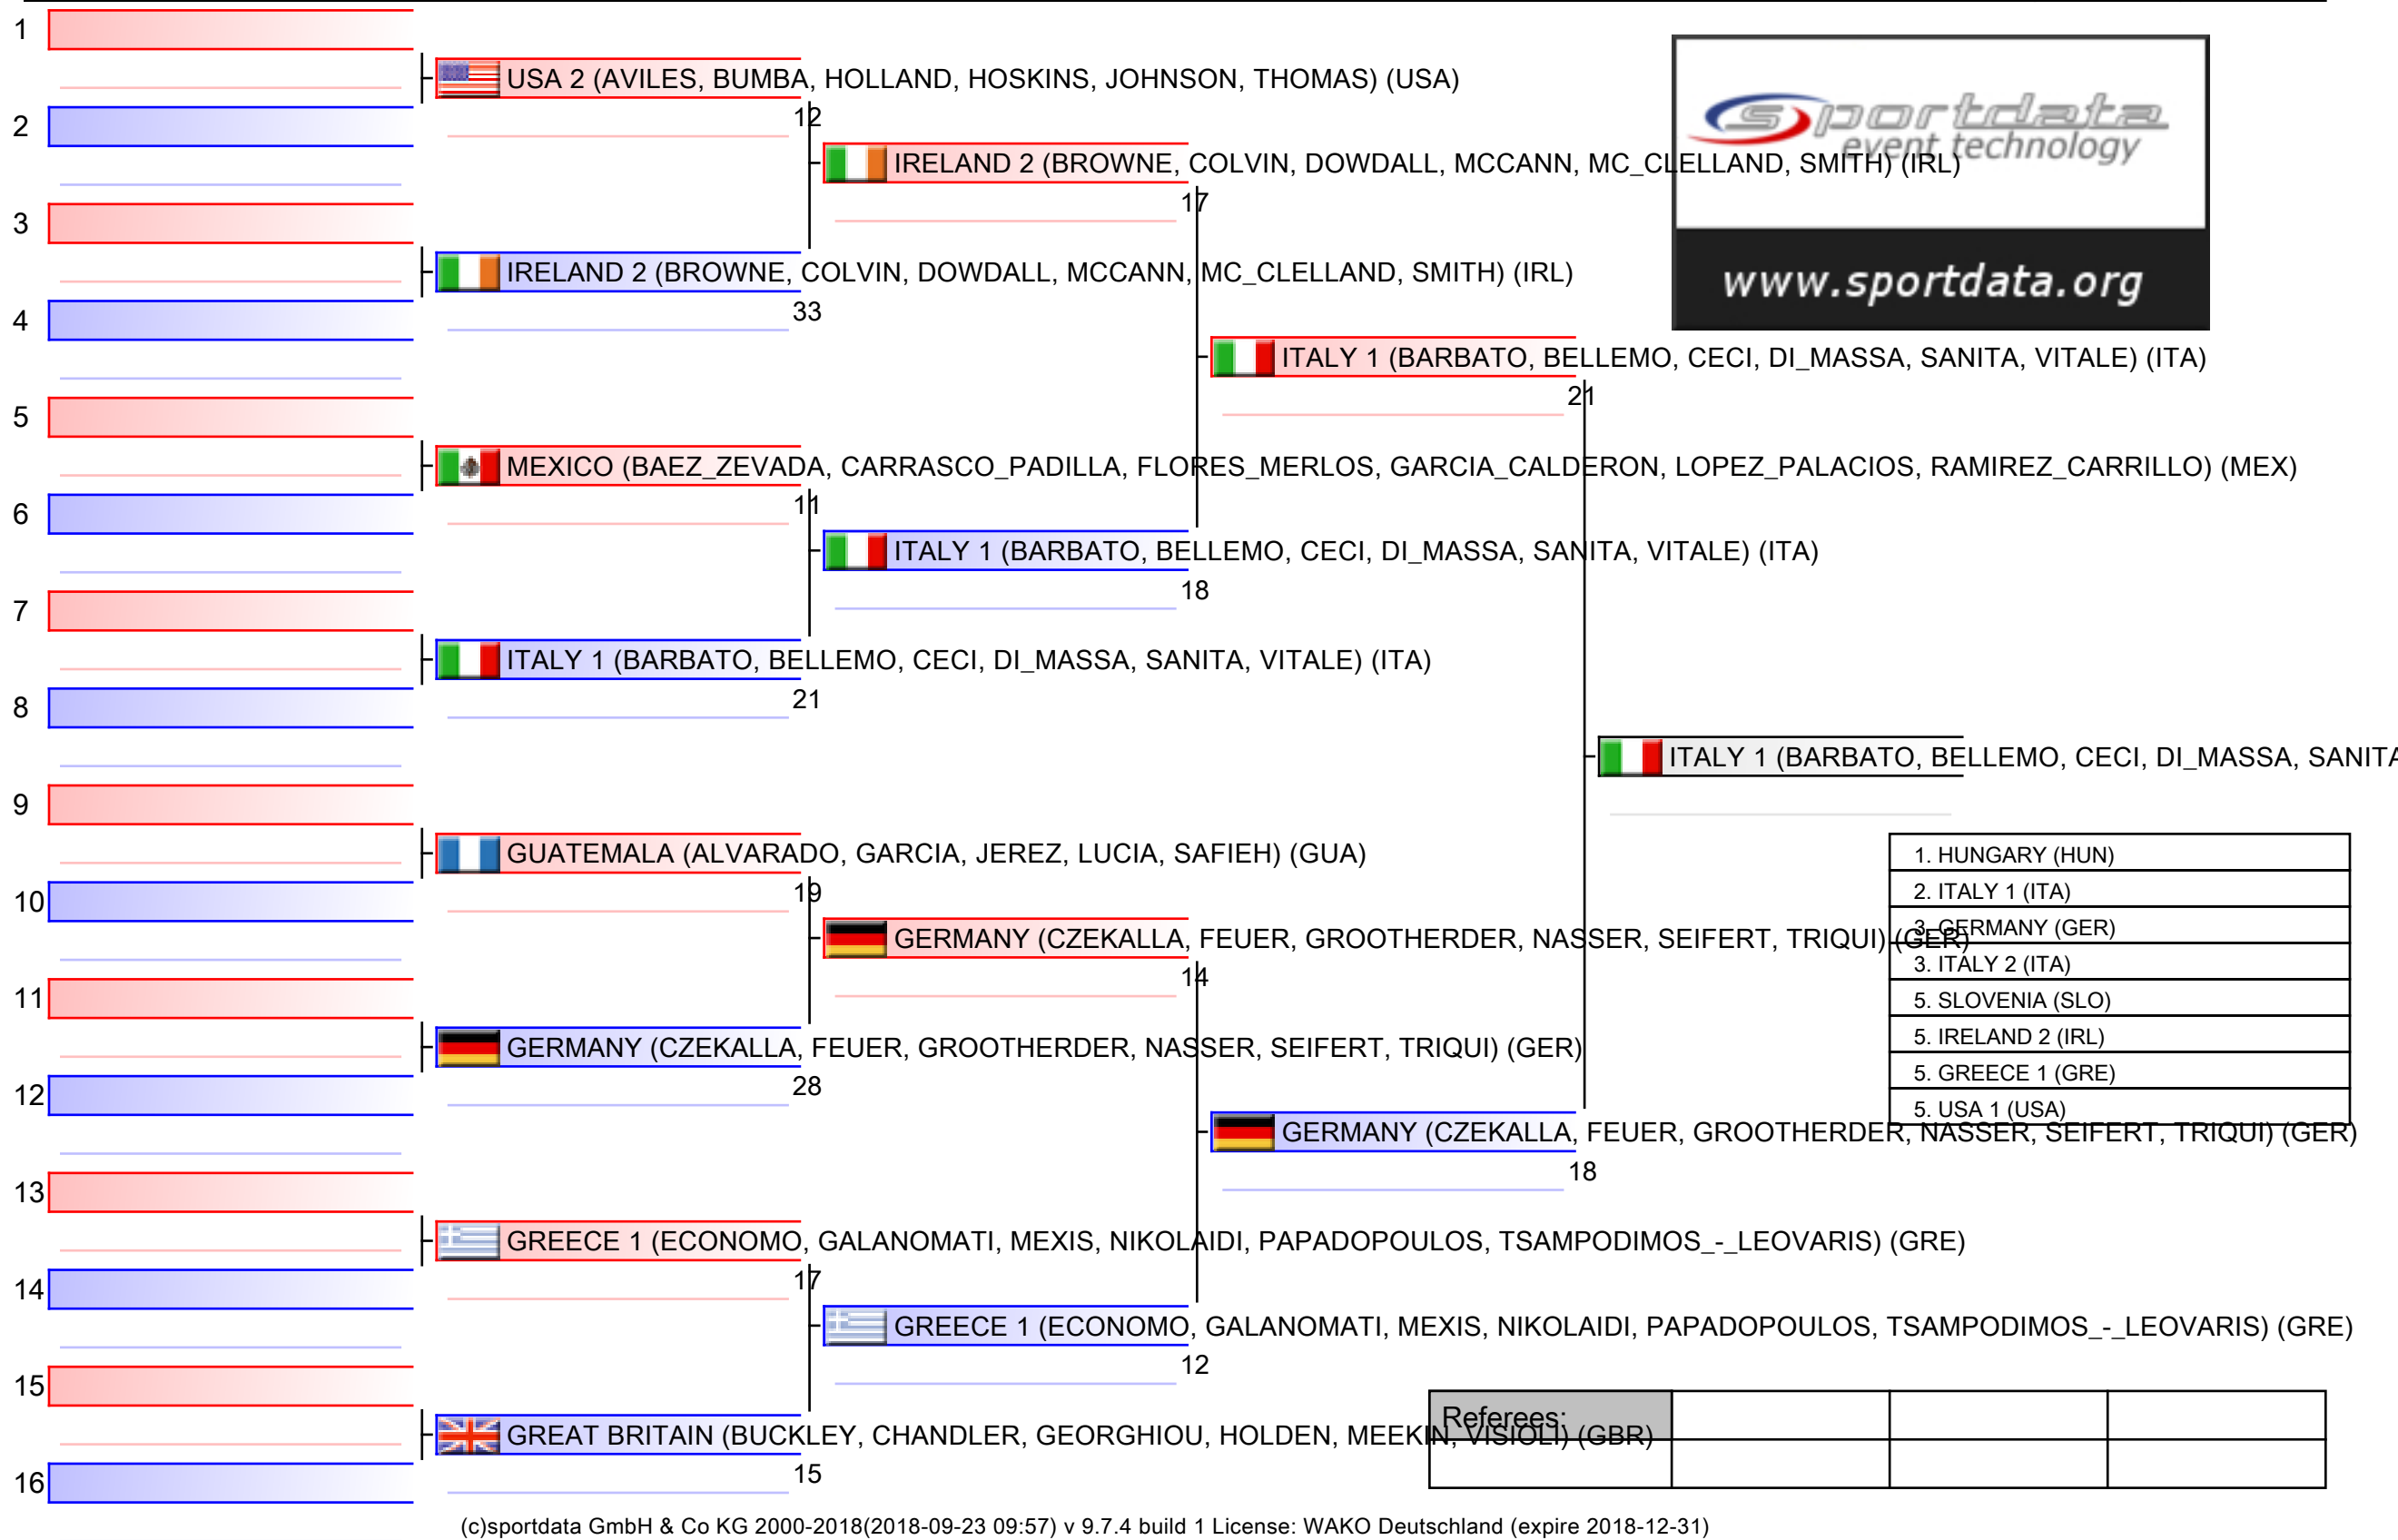 1
USA 2 (AVILES, BUMBA, HOLLAND, HOSKINS, JOHNSON, THOMAS) (USA)
12
2
sportdata
event technology
IRELAND 2 (BROWNE, COLVIN, DOWDALL, MCCANN, MC_CLELLAND, SMITH) (IRL)
17
3
IRELAND 2 (BROWNE, COLVIN, DOWDALL, MCCANN, MC_CLELLAND, SMITH) (IRL)
33
www.sportdata.org
4
ITALY 1 (BARBATO, BELLEMO, CECI, DI_MASSA, SANITA, VITALE) (ITA)
21
5
MEXICO (BAEZ_ZEVADA, CARRASCO_PADILLA, FLORES_MERLOS, GARCIA_CALDERON, LOPEZ_PALACIOS, RAMIREZ_CARRILLO) (MEX)
11
6
ITALY 1 (BARBATO, BELLEMO, CECI, DI_MASSA, SANITA, VITALE) (ITA)
18
7
ITALY 1 (BARBATO, BELLEMO, CECI, DI_MASSA, SANITA, VITALE) (ITA)
21
8
ITALY 1 (BARBATO, BELLEMO, CECI, DI_MASSA, SANITA
9
GUATEMALA (ALVARADO, GARCIA, JEREZ, LUCIA, SAFIEH) (GUA)
19
10
GERMANY (CZEKALLA, FEUER, GROOTHERDER, NASSER, SEIFERT, TRIQUI) (GER)
14
1. HUNGARY (HUN)
2. ITALY 1 (ITA)
3. GERMANY (GER)
3. ITALY 2 (ITA)
5. SLOVENIA (SLO)
5. IRELAND 2 (IRL)
5. GREECE 1 (GRE)
5. USA 1 (USA)
11
GERMANY (CZEKALLA, FEUER, GROOTHERDER, NASSER, SEIFERT, TRIQUI) (GER)
28
12
GERMANY (CZEKALLA, FEUER, GROOTHERDER, NASSER, SEIFERT, TRIQUI) (GER)
18
13
GREECE 1 (ECONOMO, GALANOMATI, MEXIS, NIKOLAIDI, PAPADOPOULOS, TSAMPODIMOS_-_LEOVARIS) (GRE)
17
14
GREECE 1 (ECONOMO, GALANOMATI, MEXIS, NIKOLAIDI, PAPADOPOULOS, TSAMPODIMOS_-_LEOVARIS) (GRE)
12
15
Referees:
GREAT BRITAIN (BUCKLEY, CHANDLER, GEORGHIOU, HOLDEN, MEEKIN, VISIOLI) (GBR)
15
16
(c)sportdata GmbH & Co KG 2000-2018(2018-09-23 09:57) v 9.7.4 build 1 License: WAKO Deutschland (expire 2018-12-31)